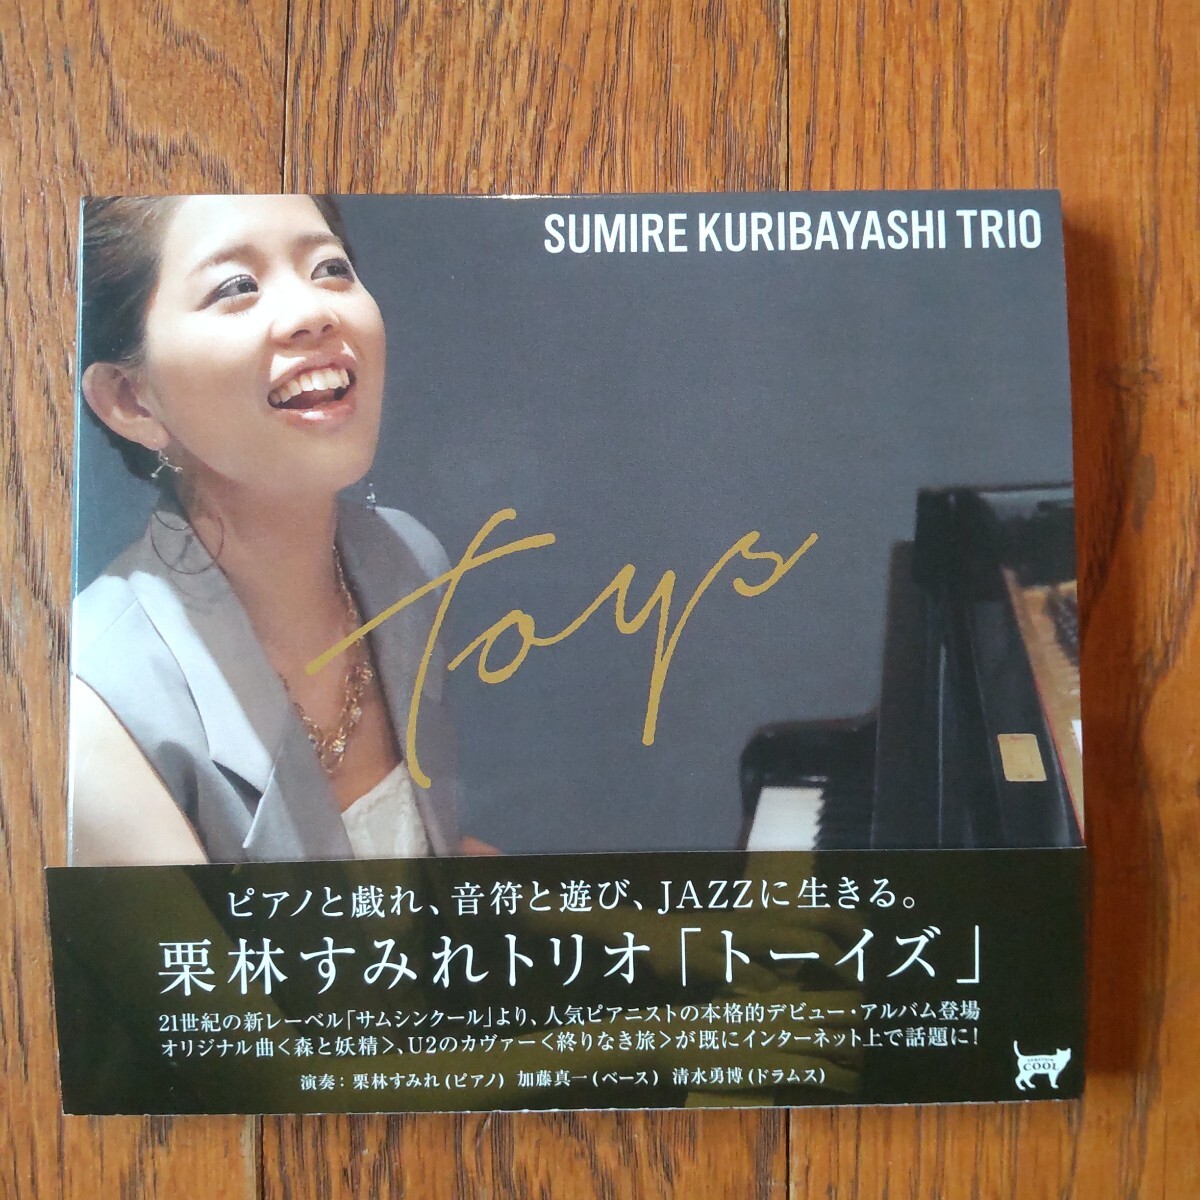 SUMIRE KURIBAYASHI TRIO
toys
ピアノと戯れ、音符と遊び、JAZZに生きる。
栗林すみれトリオ「トーイズ」
21世紀の新レーベル「サムシンクール」より、人気ピアニストの本格的デビュー・アルバム登場
オリジナル曲<森と妖精>、U2のカヴァー<終りなき旅>が既にインターネット上で話題に!
演奏:栗林すみれ(ピアノ) 加藤真一(ベース) 清水勇博(ドラムス)
COOL